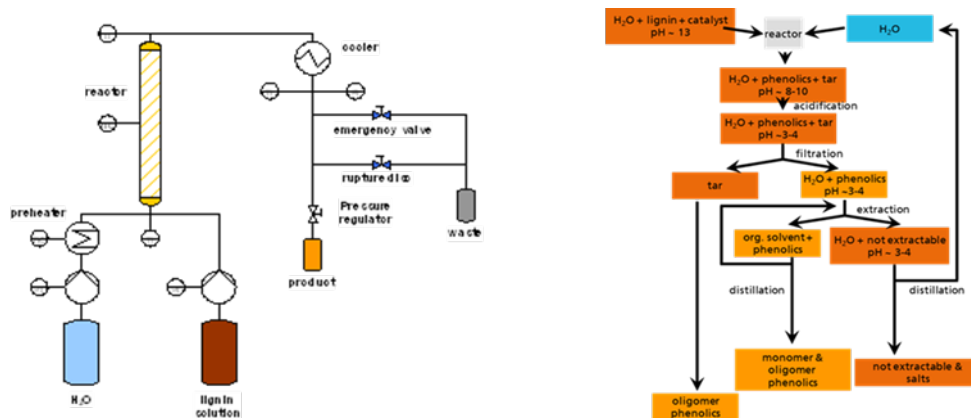 cooler
reactor
emergency valve
rupture disc
preheater
Pressure
regulator
waste
product
H₂O
lignin
solution
H₂O + lignin + catalyst
pH ~ 13
reactor
H₂O
H₂O + phenolics + tar
pH ~ 8-10
acidification
H₂O + phenolics + tar
pH ~3-4
filtration
tar
H₂O + phenolics
pH ~3-4
extraction
org. solvent +
phenolics
H₂O + not extractable
pH ~ 3-4
distillation
distillation
monomer &
oligomer
phenolics
not extractable &
salts
oligomer
phenolics